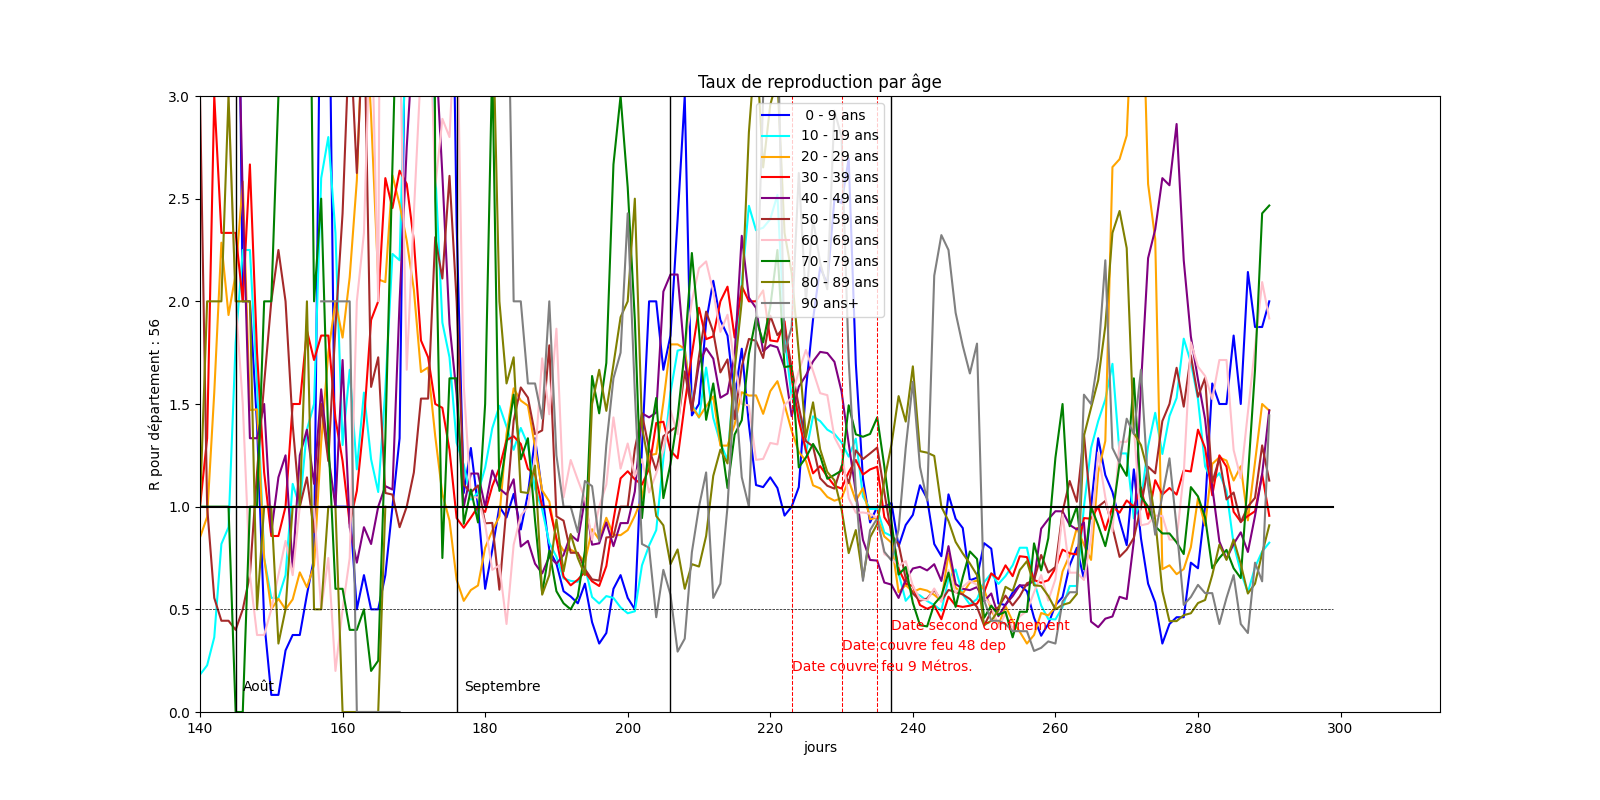 Taux de reproduction par âge
3.0
2.5
2.0
1.5
1.0
0.5
0.0
R pour département : 56
0 - 9 ans
10 - 19 ans
20 - 29 ans
30 - 39 ans
40 - 49 ans
50 - 59 ans
60 - 69 ans
70 - 79 ans
80 - 89 ans
90 ans+
Date second confinement
Date couvre feu 48 dep
Date couvre feu 9 Métros.
Août
Septembre
140
160
180
200
220
240
260
280
300
jours